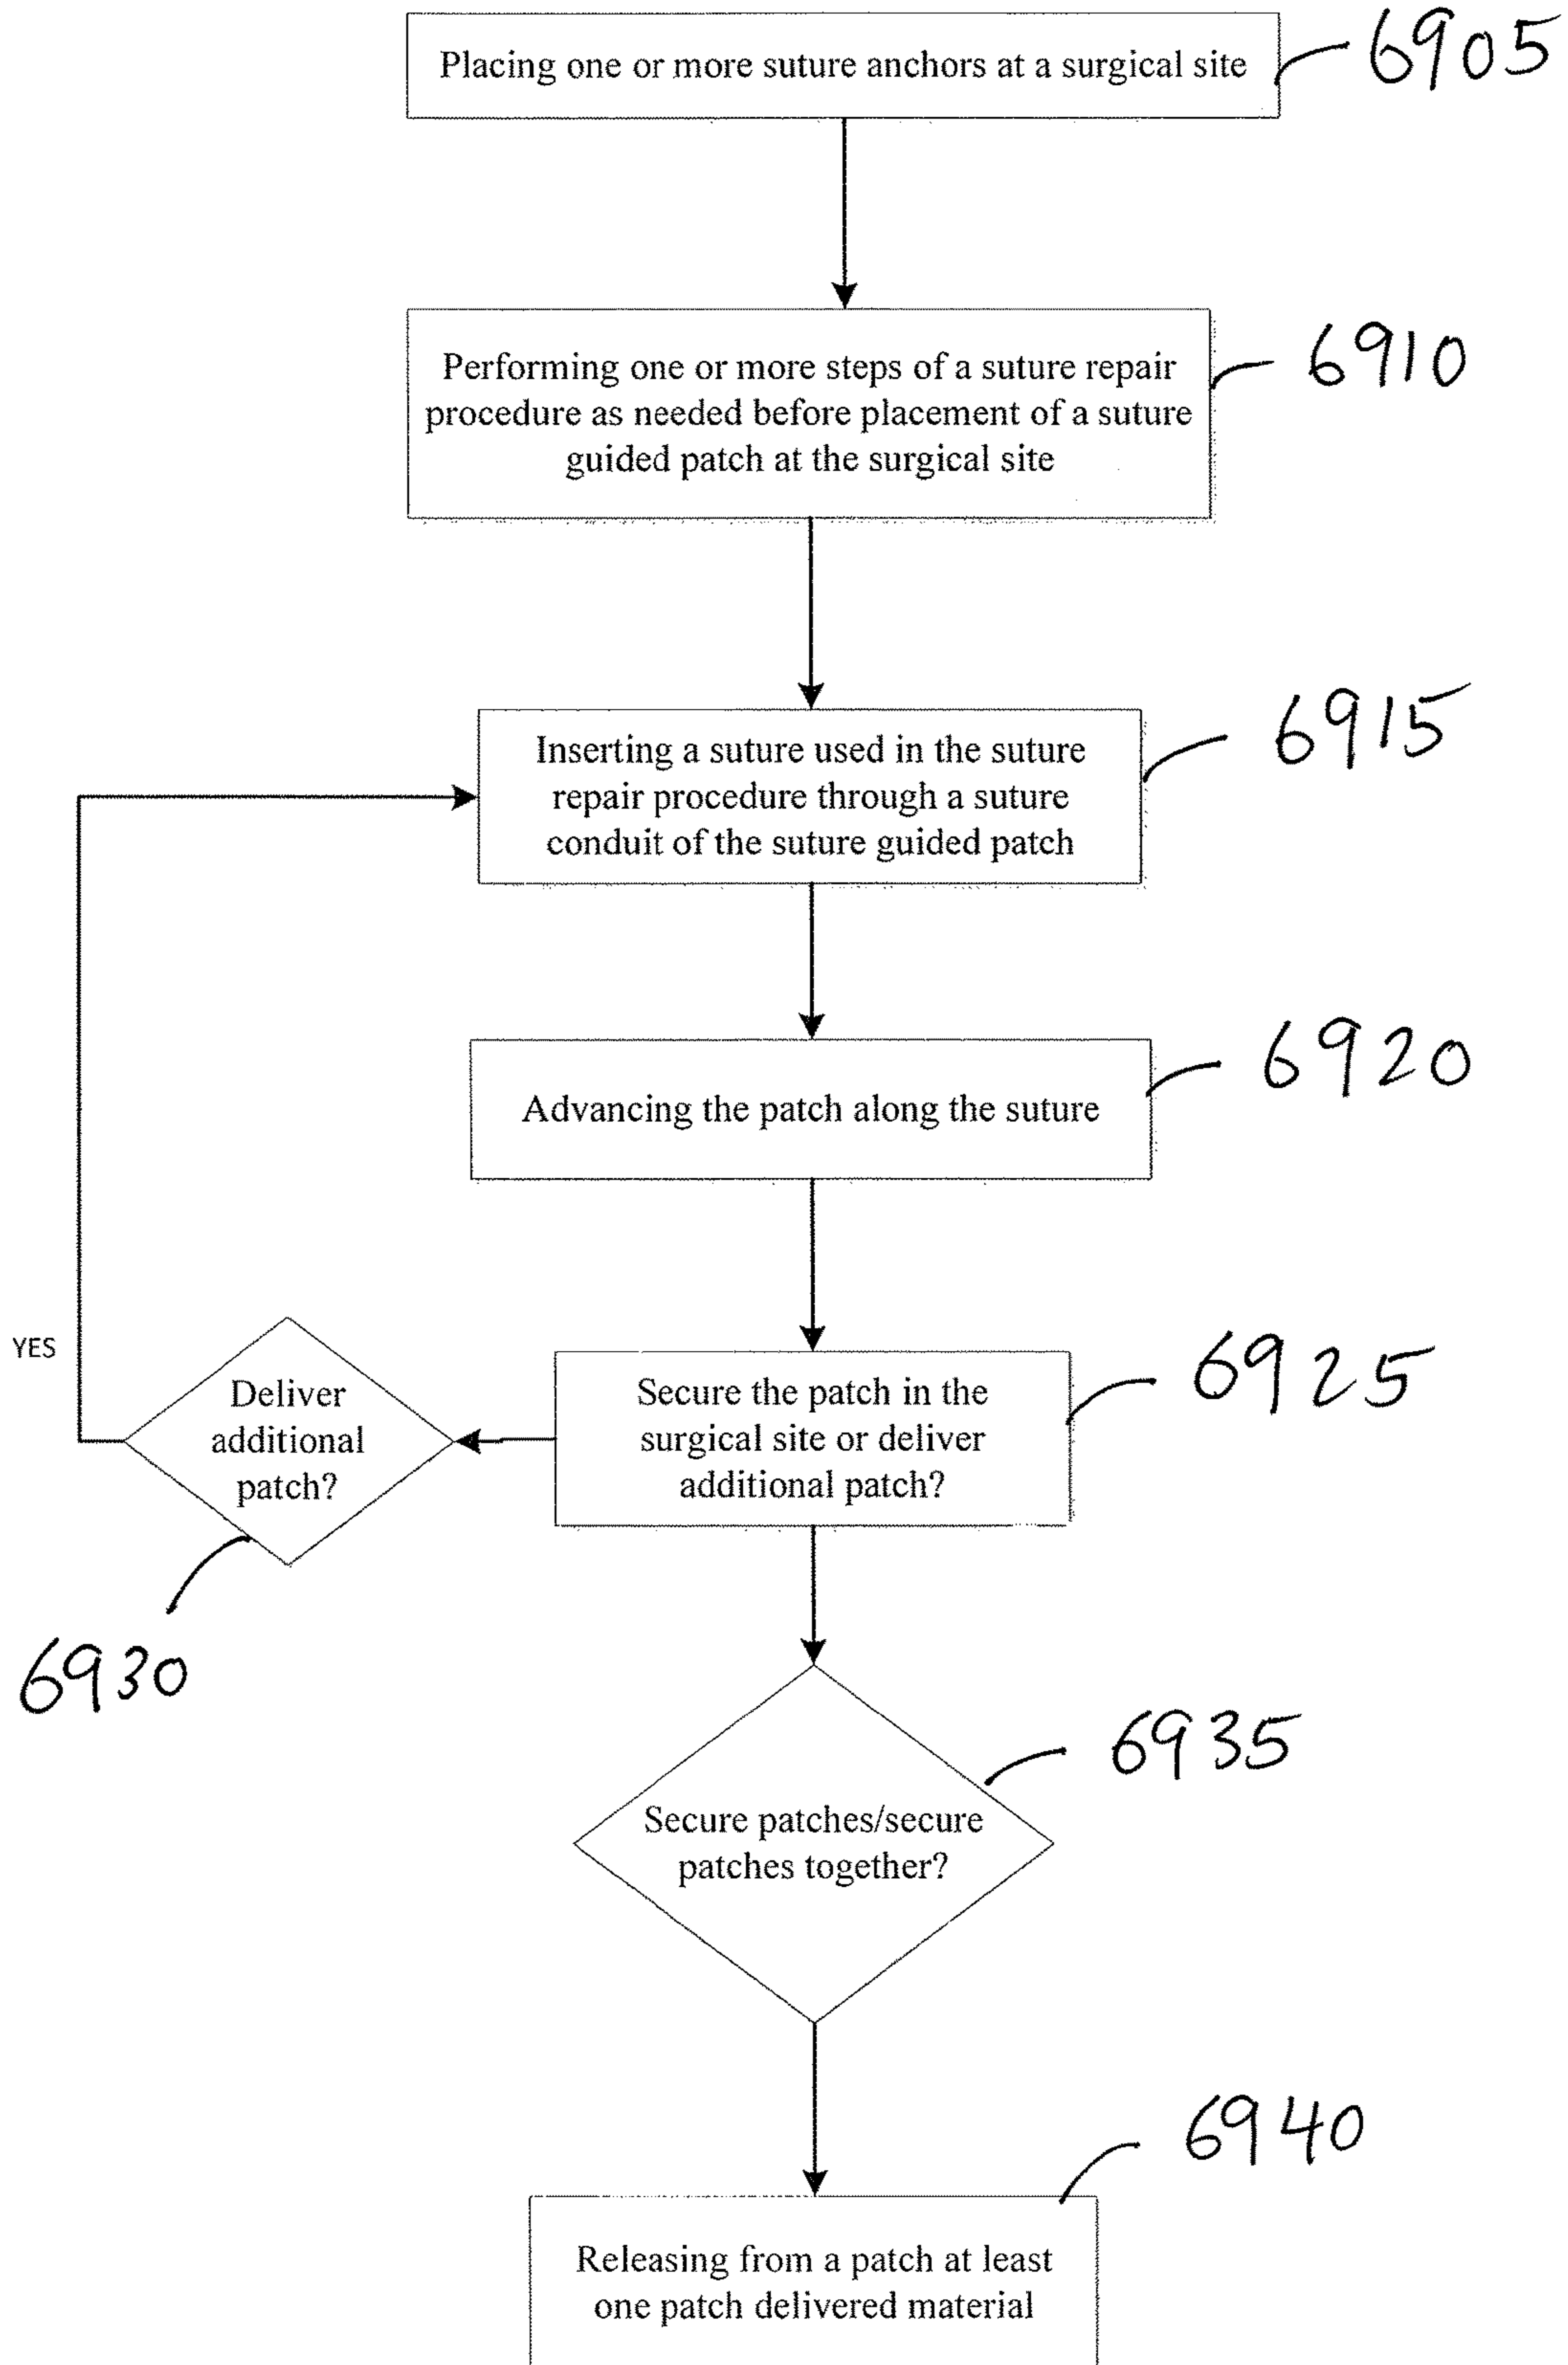 Placing one or more suture anchors at a surgical site
6905
Performing one or more steps of a suture repair
procedure as needed before placement of a suture
guided patch at the surgical site
6910
Inserting a suture used in the suture
repair procedure through a suture
conduit of the suture guided patch
6915
Advancing the patch along the suture
6920
YES
Deliver
additional
patch?
6930
Secure the patch in the
surgical site or deliver
additional patch?
6925
Secure patches/secure
patches together?
6935
Releasing from a patch at least
one patch delivered material
6940